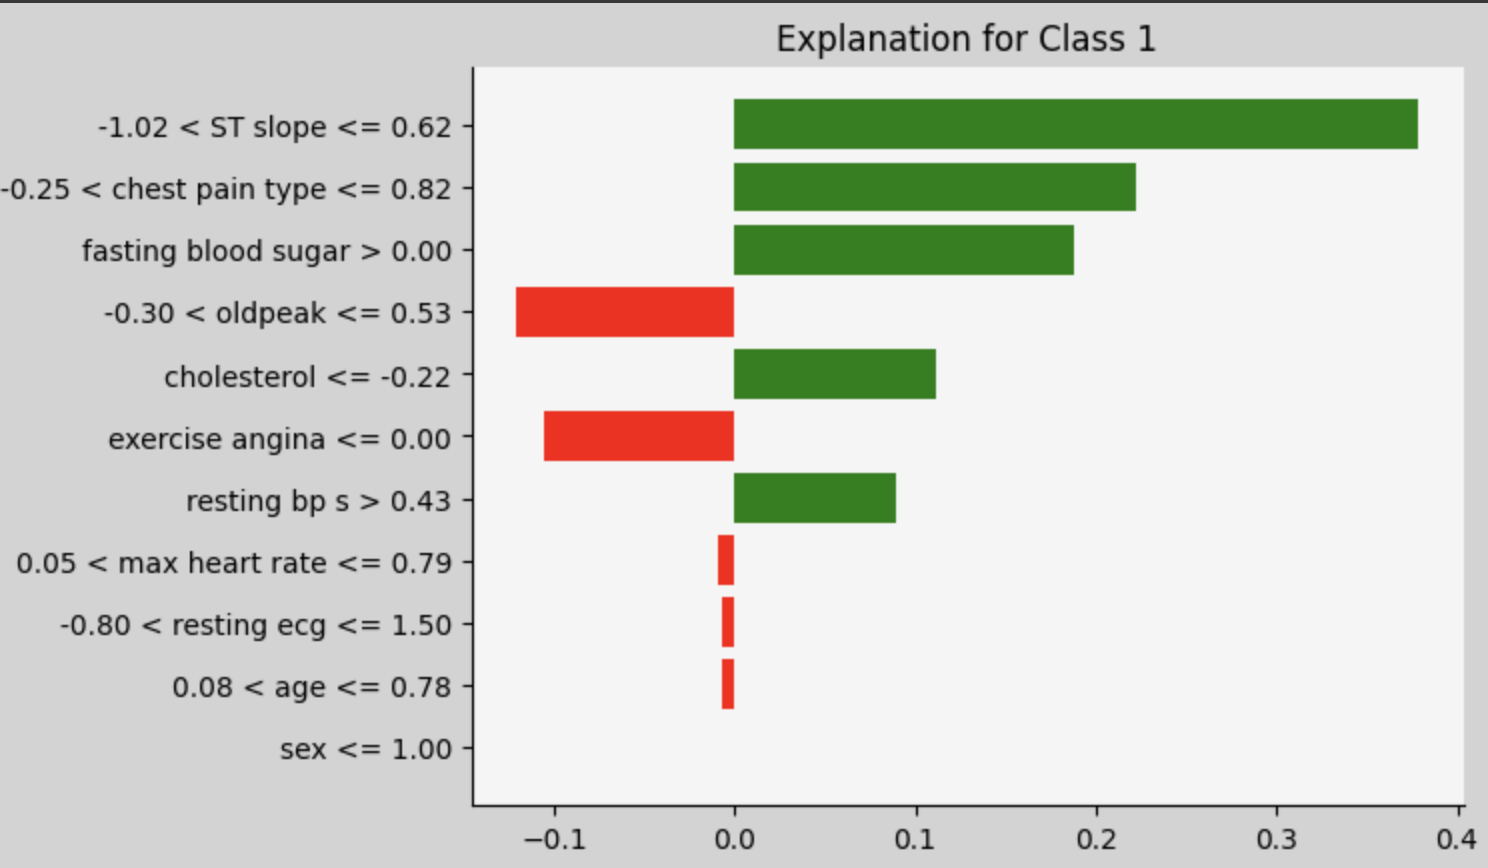 Explanation for Class 1
-1.02 < ST slope <= 0.62
-0.25 < chest pain type <= 0.82
fasting blood sugar > 0.00
-0.30 < oldpeak <= 0.53
cholesterol <= -0.22
exercise angina <= 0.00
resting bp s > 0.43
0.05 < max heart rate <= 0.79
-0.80 < resting ecg <= 1.50
0.08 < age <= 0.78
sex <= 1.00
−0.1 0.0 0.1 0.2 0.3 0.4